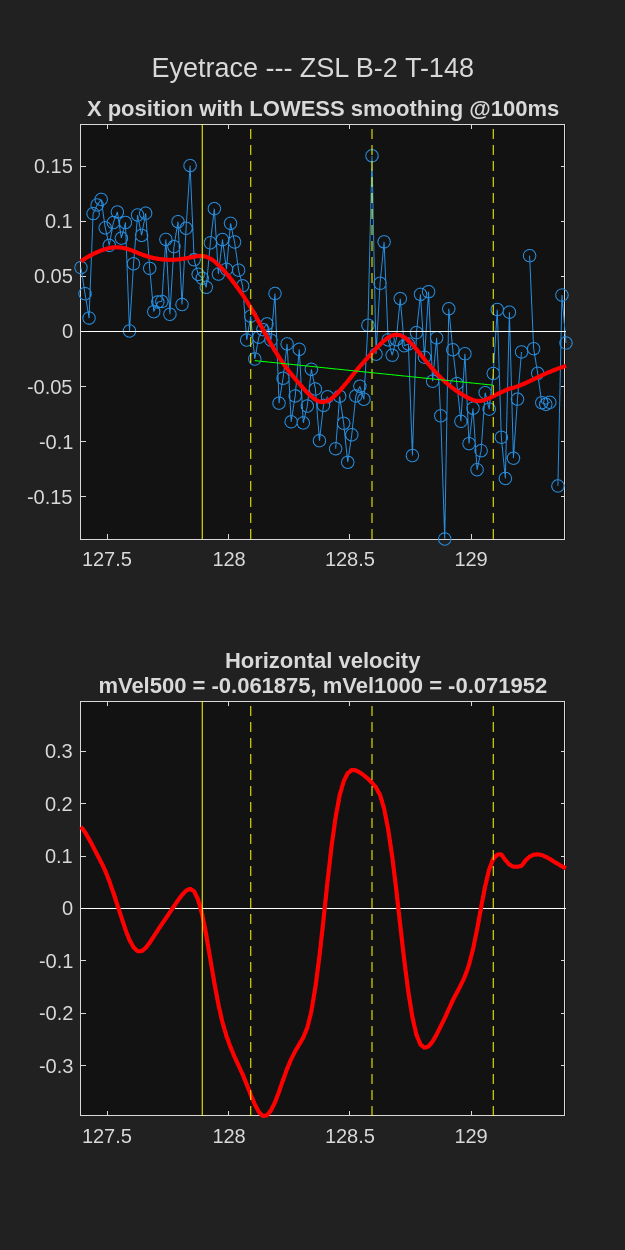 Eyetrace --- ZSL B-2 T-148
X position with LOWESS smoothing @100ms
0.15
0.1
0.05
0
-0.05
-0.1
-0.15
127.5 128 128.5 129
Horizontal velocity
mVel500 = -0.061875, mVel1000 = -0.071952
0.3
0.2
0.1
0
-0.1
-0.2
-0.3
127.5 128 128.5 129